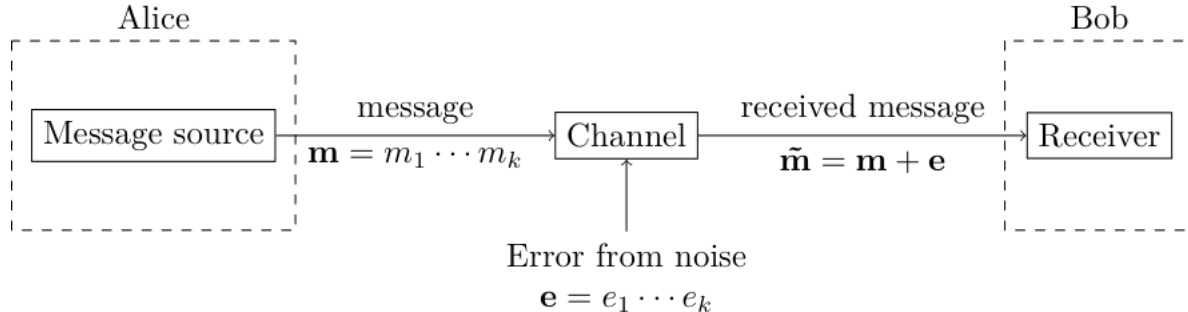 Alice
Bob
Message source
message
𝐦 = m₁ ⋯ mₖ
Channel
received message
𝐦̃ = 𝐦 + 𝐞
Receiver
Error from noise
𝐞 = e₁ ⋯ eₖ